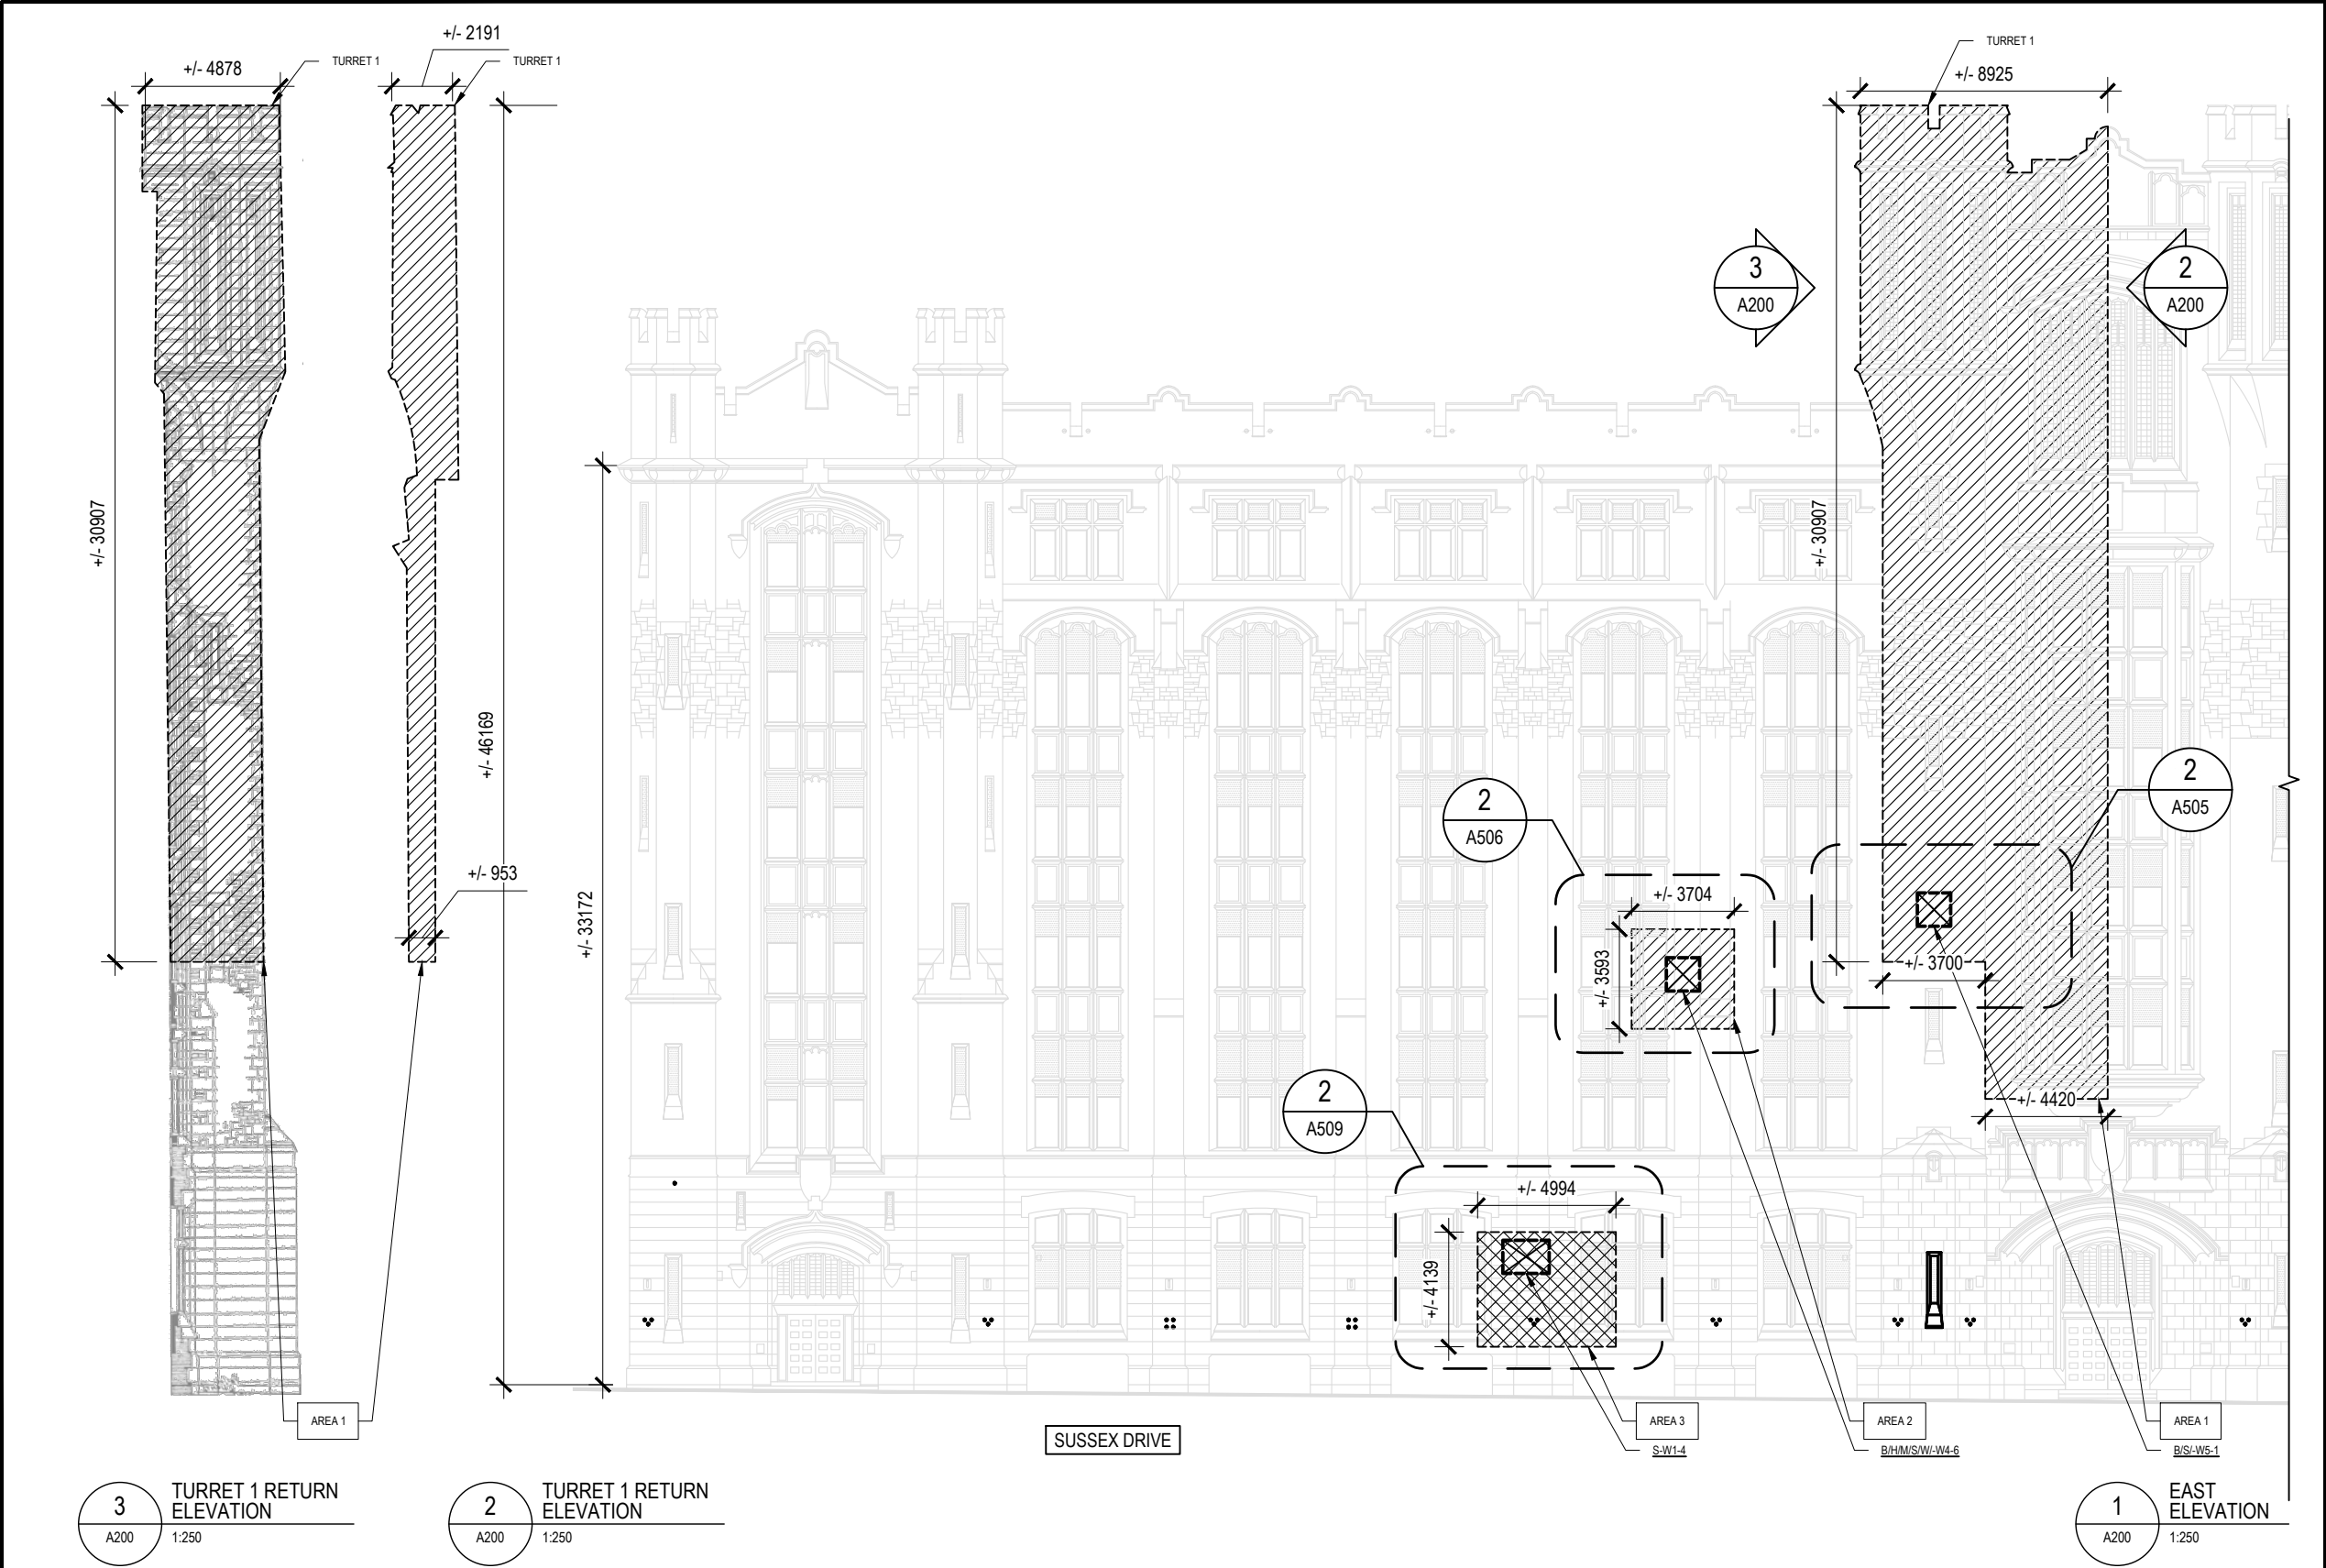 +/- 2191
+/- 4878
TURRET 1
TURRET 1
TURRET 1
+/- 8925
3
A200
2
A200
+/- 30907
+/- 30907
+/- 46169
+/- 953
+/- 33172
2
A505
2
A506
+/- 3704
+/- 3593
+/- 3700
+/- 4420
2
A509
+/- 4994
+/- 4139
AREA 1
SUSSEX DRIVE
AREA 3
S-W1-4
AREA 2
B/H/M/S/W/-W4-6
AREA 1
B/S/-W5-1
3
A200
TURRET 1 RETURN
ELEVATION
1:250
2
A200
TURRET 1 RETURN
ELEVATION
1:250
1
A200
EAST
ELEVATION
1:250